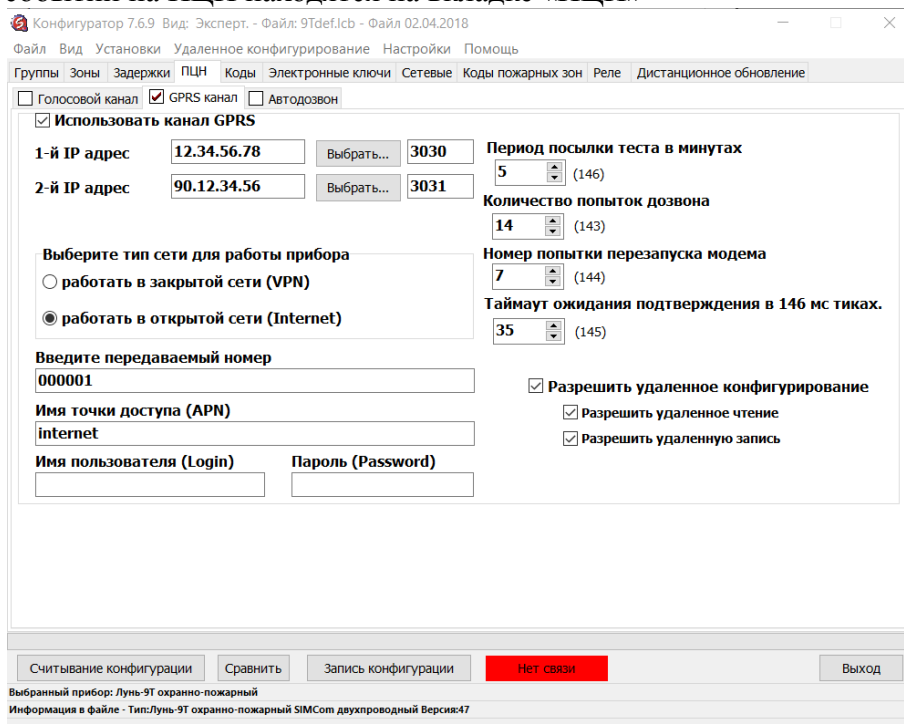 событий на ПЦН находится на вкладке «ПЦН»
Конфигуратор 7.6.9 Вид: Эксперт. - Файл: 9Tdef.lcb - Файл 02.04.2018
Файл Вид Установки Удаленное конфигурирование Настройки Помощь
Группы Зоны Задержки ПЦН Коды Электронные ключи Сетевые Коды пожарных зон Реле Дистанционное обновление
Голосовой канал GPRS канал Автодозвон
Использовать канал GPRS
1-й IP адрес 12.34.56.78 Выбрать... 3030
2-й IP адрес 90.12.34.56 Выбрать... 3031
Период посылки теста в минутах
5 (146)
Количество попыток дозвона
14 (143)
Номер попытки перезапуска модема
7 (144)
Таймаут ожидания подтверждения в 146 мс тиках.
35 (145)
Выберите тип сети для работы прибора
работать в закрытой сети (VPN)
работать в открытой сети (Internet)
Введите передаваемый номер
000001
Имя точки доступа (APN)
internet
Имя пользователя (Login) Пароль (Password)
Разрешить удаленное конфигурирование
Разрешить удаленное чтение
Разрешить удаленную запись
Считывание конфигурации Сравнить Запись конфигурации Нет связи Выход
Выбранный прибор: Лунь-9Т охранно-пожарный
Информация в файле - Тип:Лунь-9Т охранно-пожарный SIMCom двухпроводный Версия:47